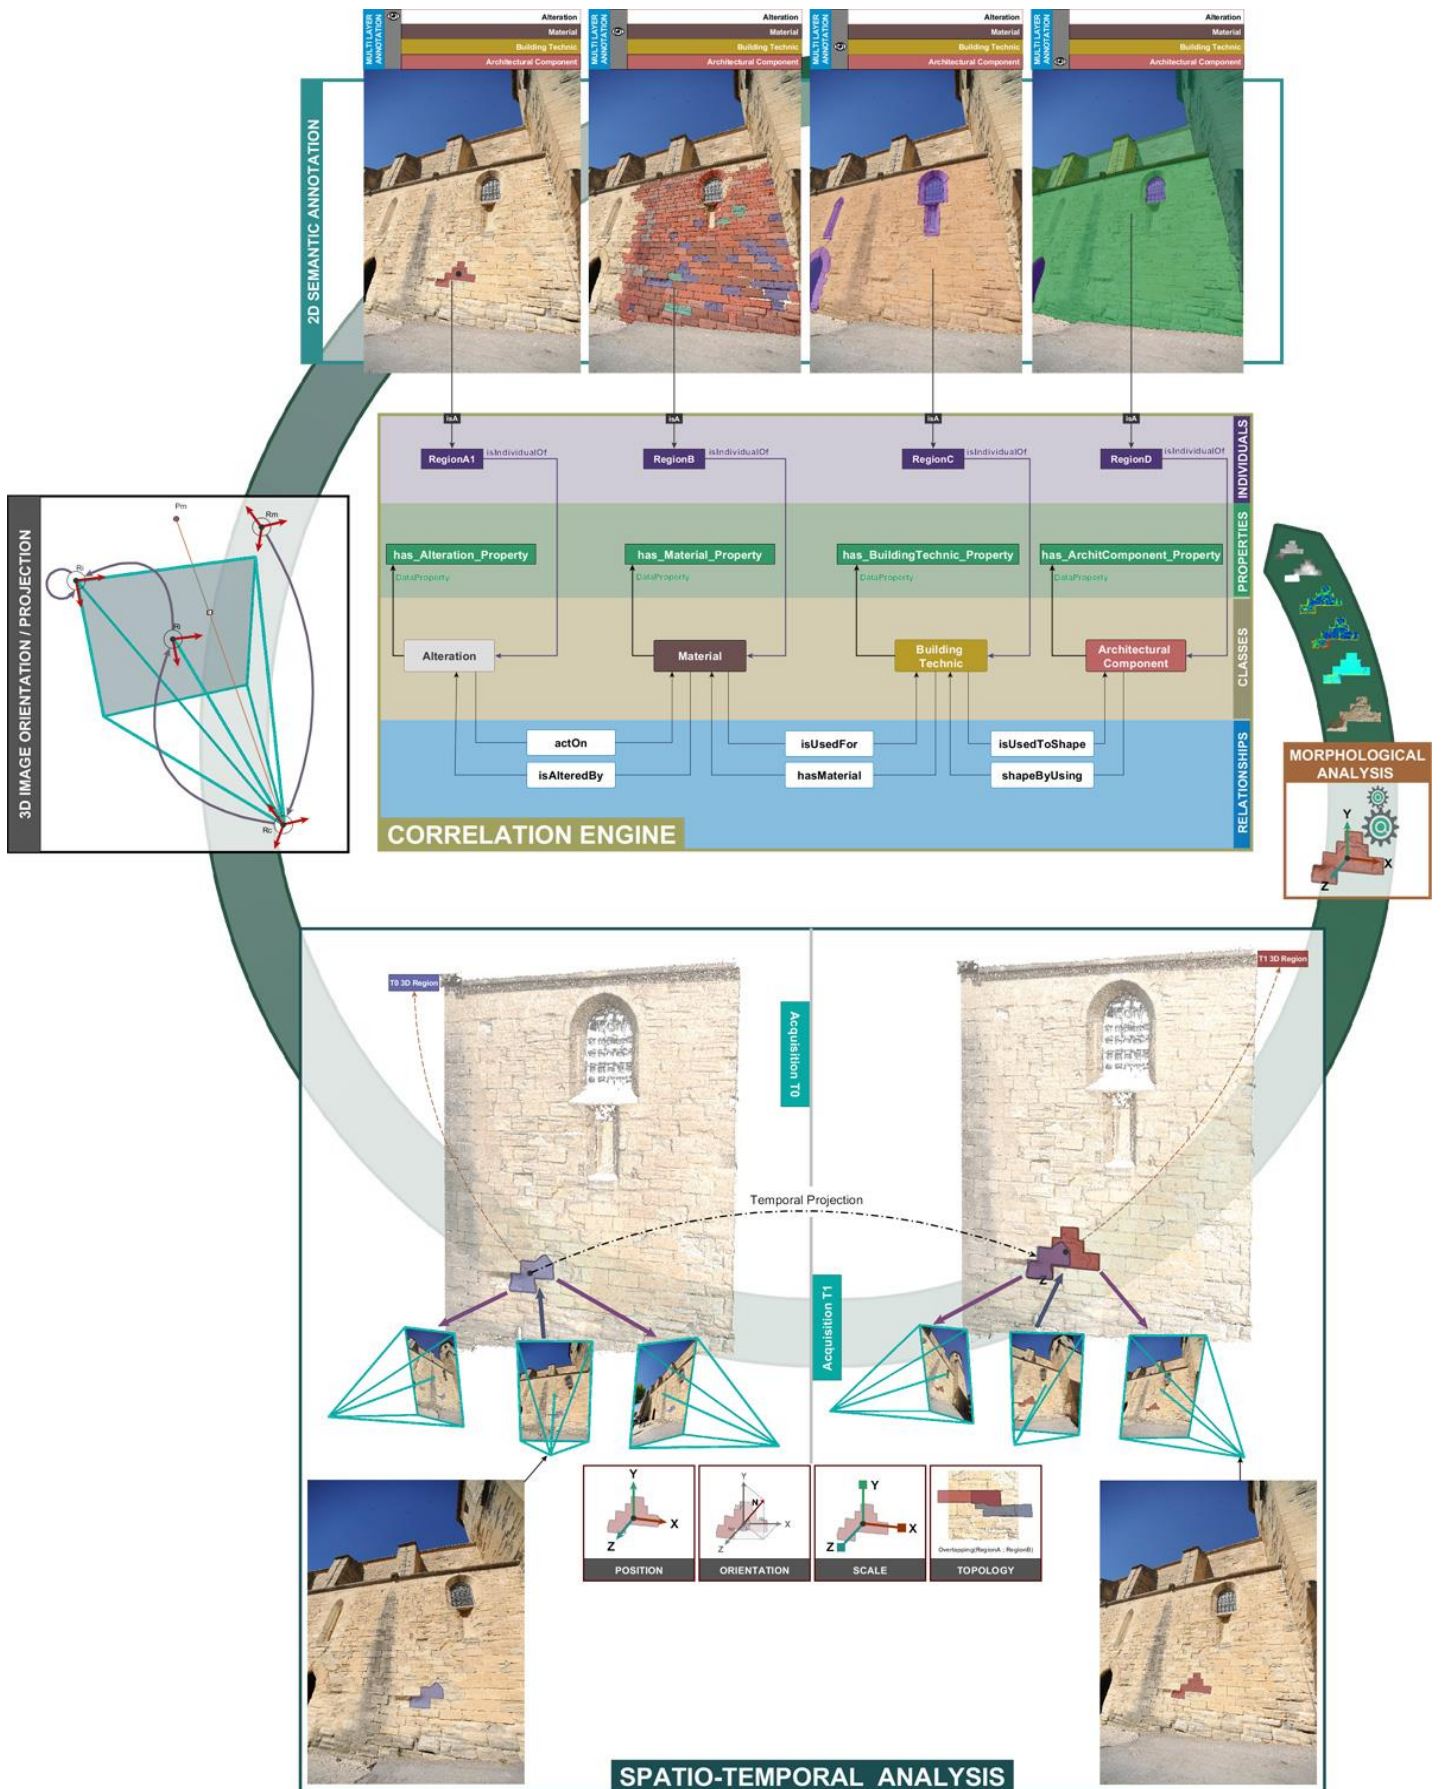 MULTI LAYER
ANNOTATION
Alteration
Material
Building Technic
Architectural Component
MULTI LAYER
ANNOTATION
Alteration
Material
Building Technic
Architectural Component
MULTI LAYER
ANNOTATION
Alteration
Material
Building Technic
Architectural Component
MULTI LAYER
ANNOTATION
Alteration
Material
Building Technic
Architectural Component
2D SEMANTIC ANNOTATION
isA
isA
isA
isA
RegionA1
isIndividualOf
RegionB
isIndividualOf
RegionC
isIndividualOf
RegionD
isIndividualOf
INDIVIDUALS
has_Alteration_Property
has_Material_Property
has_BuildingTechnic_Property
has_ArchitComponent_Property
DataProperty
DataProperty
DataProperty
DataProperty
PROPERTIES
Alteration
Material
Building
Technic
Architectural
Component
CLASSES
actOn
isUsedFor
isUsedToShape
isAlteredBy
hasMaterial
shapeByUsing
RELATIONSHIPS
CORRELATION ENGINE
3D IMAGE ORIENTATION / PROJECTION
Pm
Rm
Ri
Rc
MORPHOLOGICAL
ANALYSIS
Y
X
Z
T0 3D Region
T1 3D Region
Acquisition T0
Temporal Projection
Z
Acquisition T1
Y
X
Z
POSITION
Y
N
X
Z
ORIENTATION
Y
X
Z
SCALE
Overlapping(RegionA : RegionB)
TOPOLOGY
SPATIO-TEMPORAL ANALYSIS